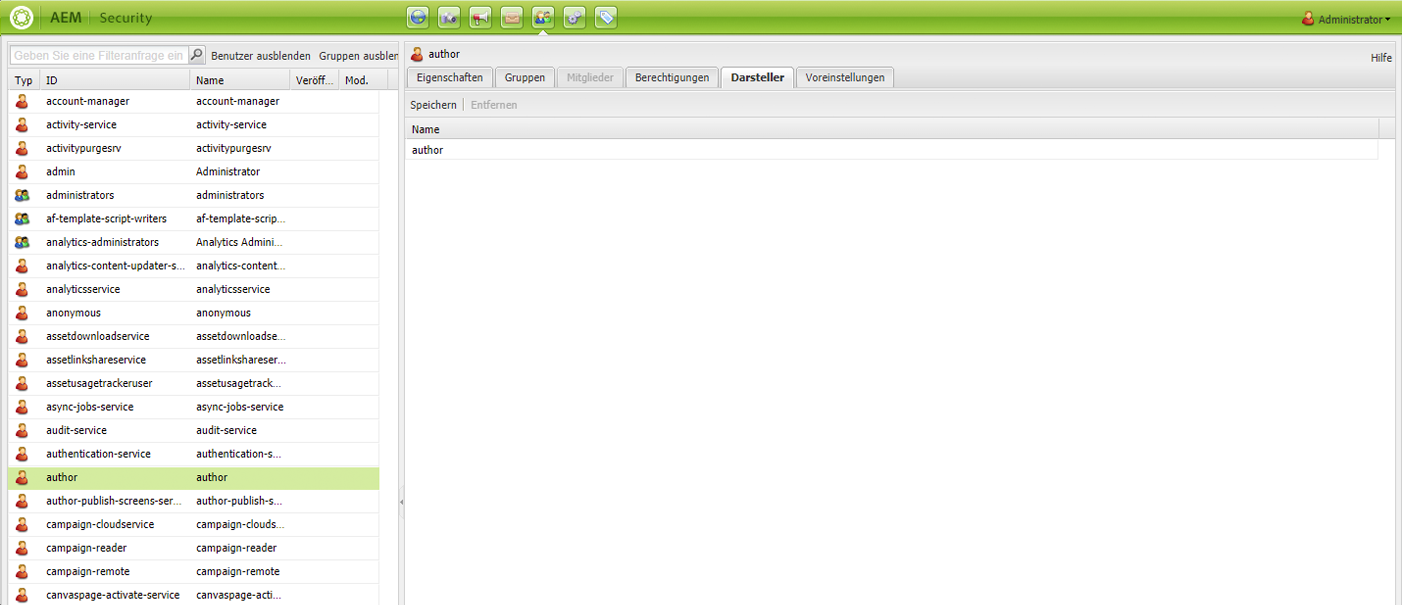 AEM Security
Administrator
Geben Sie eine Filteranfrage ein Benutzer ausblenden Gruppen ausblen
Typ ID Name Veröff... Mod.
account-manager account-manager
activity-service activity-service
activitypurgesrv activitypurgesrv
admin Administrator
administrators administrators
af-template-script-writers af-template-scrip...
analytics-administrators Analytics Admini...
analytics-content-updater-s... analytics-content...
analyticsservice analyticsservice
anonymous anonymous
assetdownloadservice assetdownloadse...
assetlinkshareservice assetlinkshareser...
assetusagetrackeruser assetusagetrack...
async-jobs-service async-jobs-service
audit-service audit-service
authentication-service authentication-s...
author author
author-publish-screens-ser... author-publish-s...
campaign-cloudservice campaign-clouds...
campaign-reader campaign-reader
campaign-remote campaign-remote
canvaspage-activate-service canvaspage-acti...
author
Hilfe
Eigenschaften Gruppen Mitglieder Berechtigungen Darsteller Voreinstellungen
Speichern Entfernen
Name
author